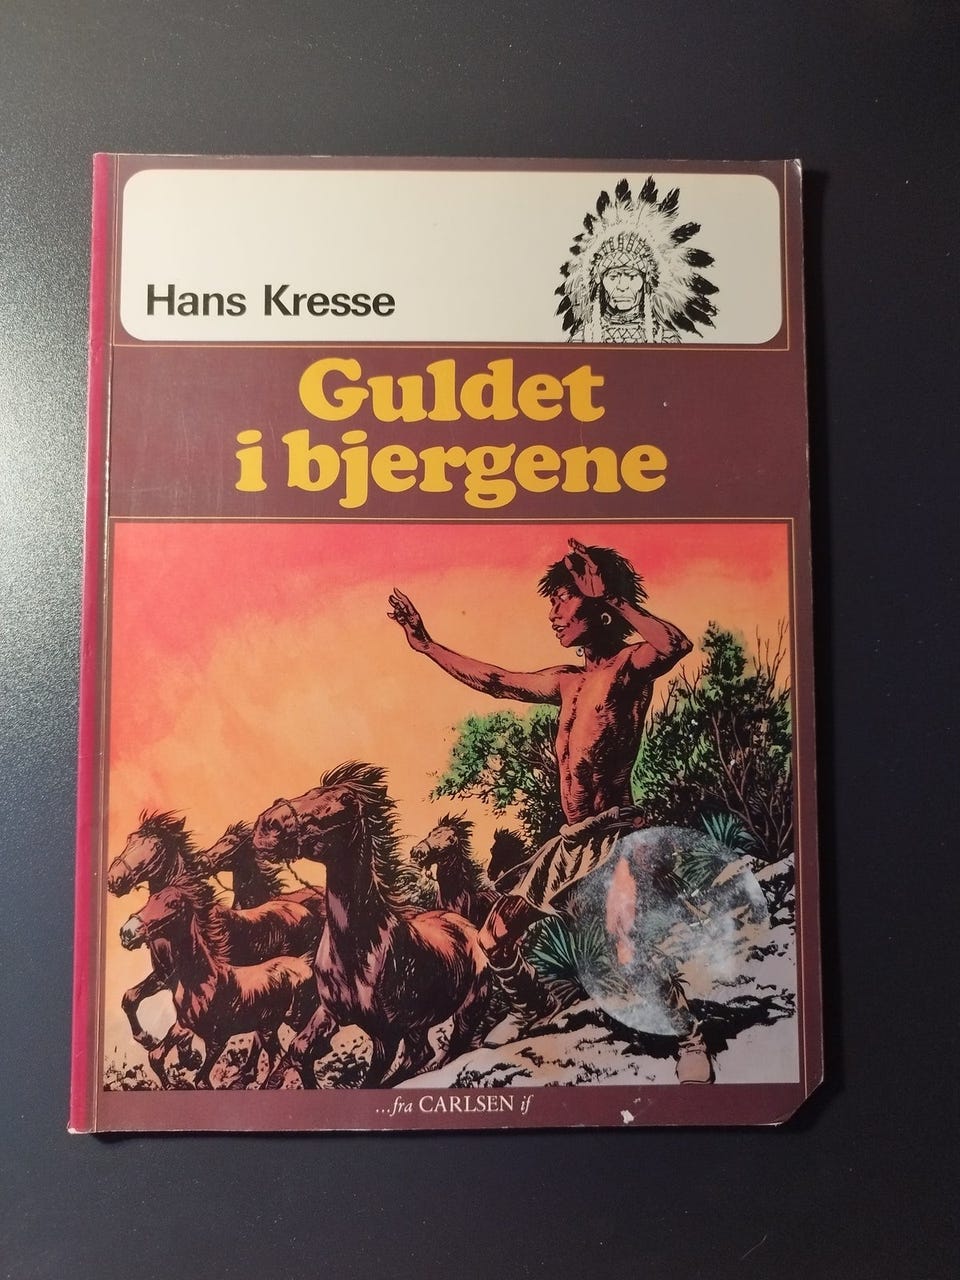 Hans Kresse
Guldet
i bjergene
...fra CARLSEN if